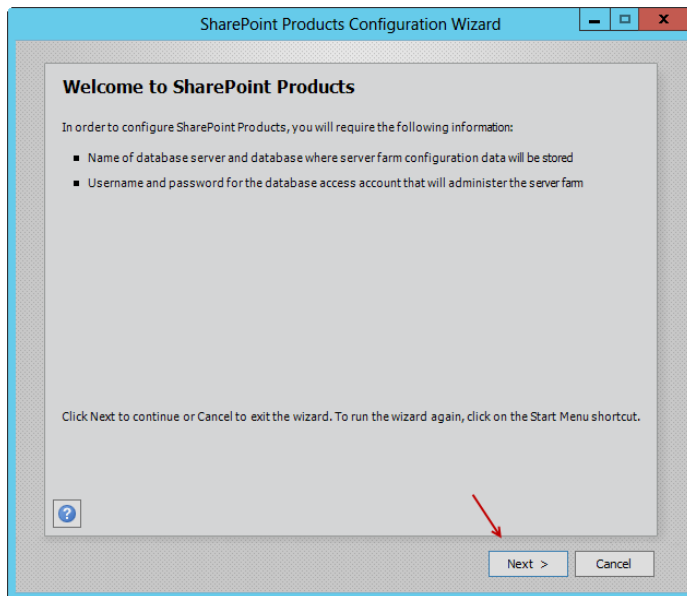 SharePoint Products Configuration Wizard
Welcome to SharePoint Products
In order to configure SharePoint Products, you will require the following information:
Name of database server and database where server farm configuration data will be stored
Username and password for the database access account that will administer the server farm
Click Next to continue or Cancel to exit the wizard. To run the wizard again, click on the Start Menu shortcut.
Next >
Cancel